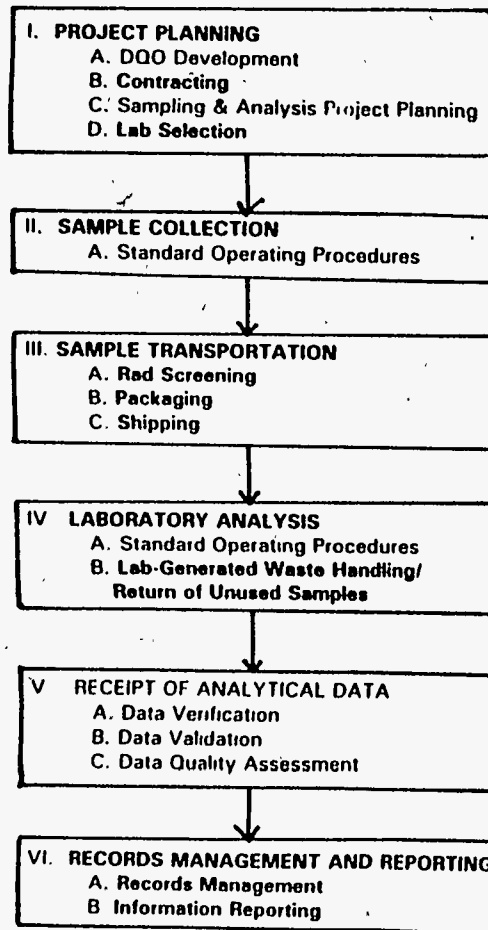 I. PROJECT PLANNING
A. DQO Development
B. Contracting
C. Sampling & Analysis Project Planning
D. Lab Selection
II. SAMPLE COLLECTION
A. Standard Operating Procedures
III. SAMPLE TRANSPORTATION
A. Rad Screening
B. Packaging
C. Shipping
IV LABORATORY ANALYSIS
A. Standard Operating Procedures
B. Lab-Generated Waste Handling/
Return of Unused Samples
V RECEIPT OF ANALYTICAL DATA
A. Data Verification
B. Data Validation
C. Data Quality Assessment
VI. RECORDS MANAGEMENT AND REPORTING
A. Records Management
B Information Reporting